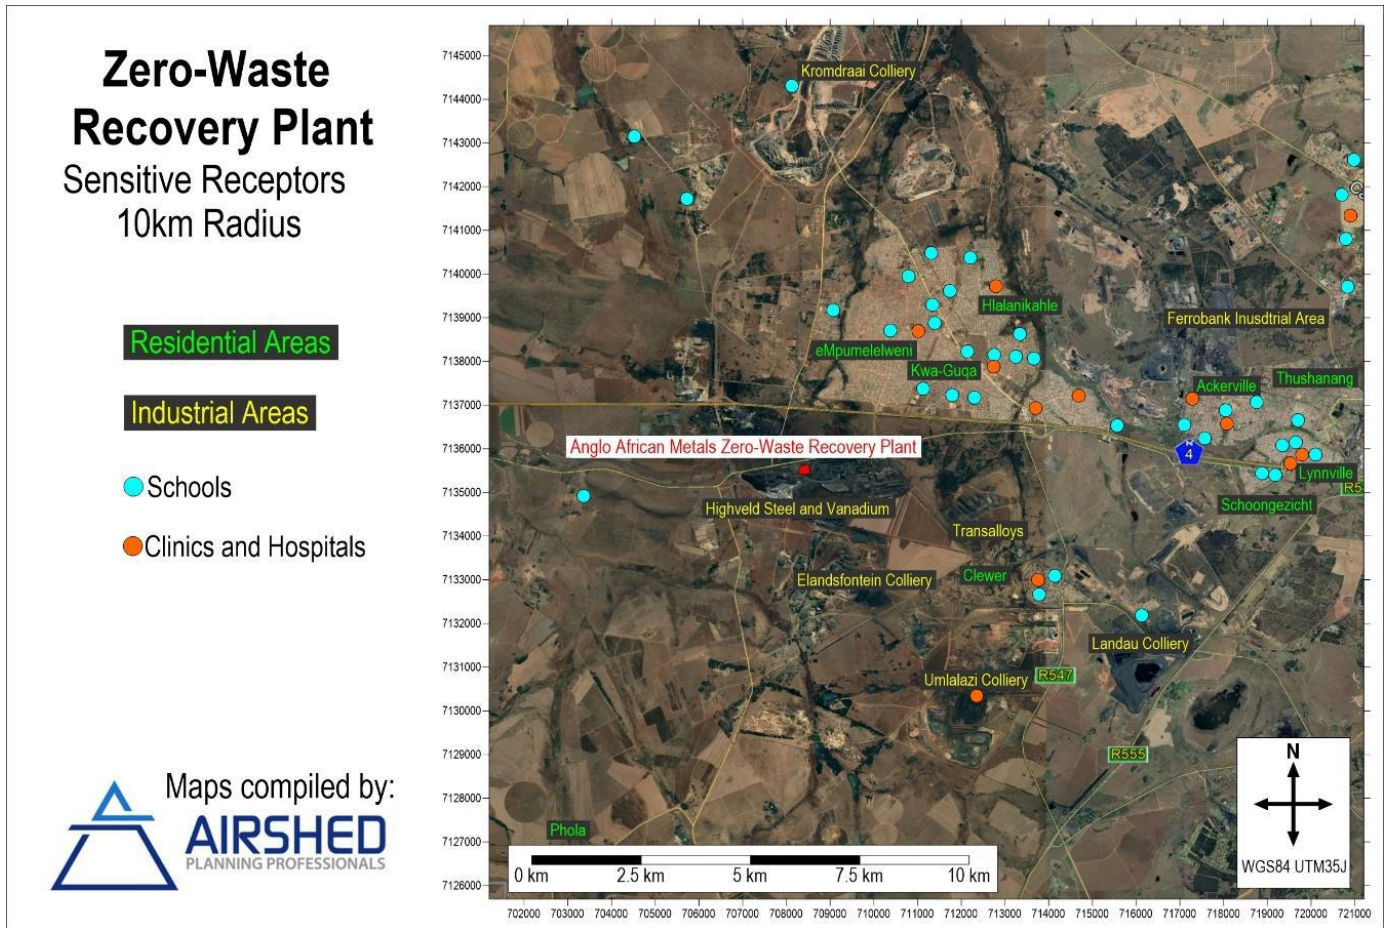 Zero-Waste
Recovery Plant
Sensitive Receptors
10km Radius
Residential Areas
Industrial Areas
Schools
Clinics and Hospitals
Maps compiled by:
AIRSHED
PLANNING PROFESSIONALS
7145000
7144000
7143000
7142000
7141000
7140000
7139000
7138000
7137000
7136000
7135000
7134000
7133000
7132000
7131000
7130000
7129000
7128000
7127000
7126000
Kromdraai Colliery
Hlalanikahle
Ferrobank Inusdtrial Area
eMpumelelweni
Kwa-Guqa
Thushanang
Ackerville
Anglo African Metals Zero-Waste Recovery Plant
N
4
Lynnville
R5
Schoongezicht
Highveld Steel and Vanadium
Transalloys
Elandsfontein Colliery
Clewer
Landau Colliery
Umlalazi Colliery
R547
R555
Phola
N
WGS84 UTM35J
0 km 2.5 km 5 km 7.5 km 10 km
702000 703000 704000 705000 706000 707000 708000 709000 710000 711000 712000 713000 714000 715000 716000 717000 718000 719000 720000 721000